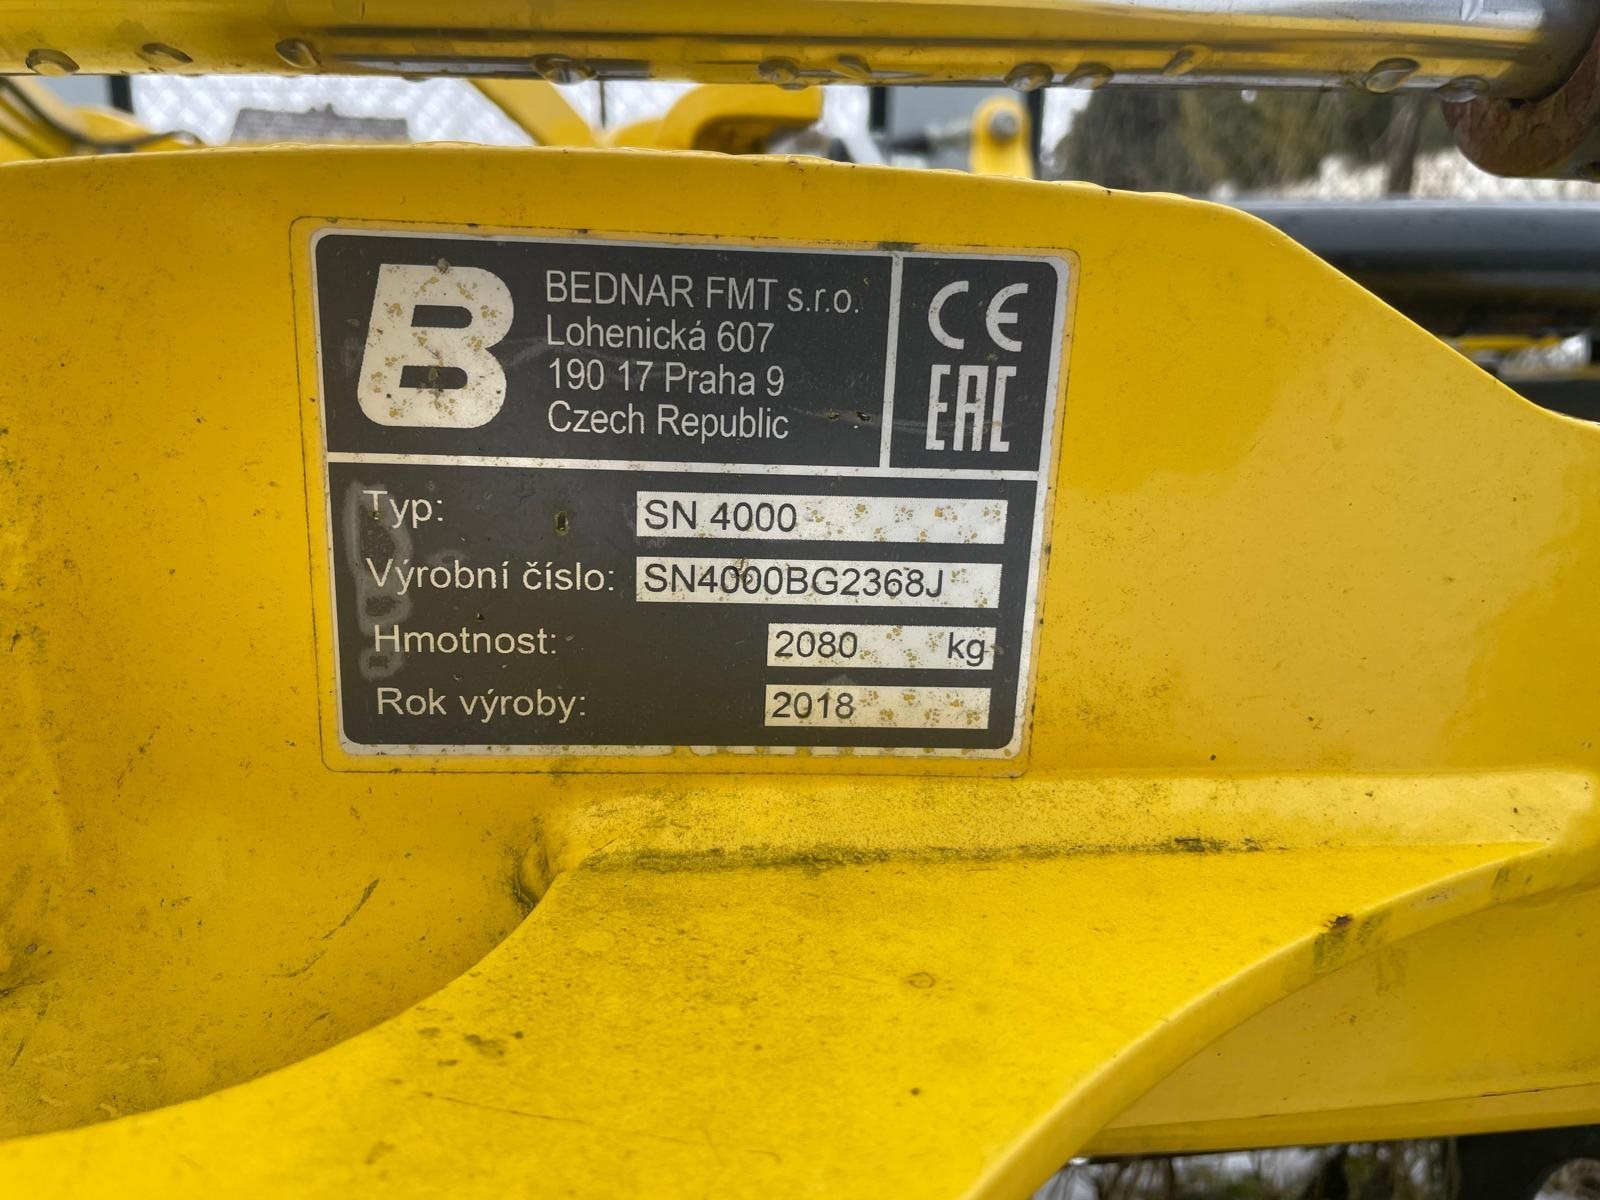 B
BEDNAR FMT s.r.o.
Lohenická 607
190 17 Praha 9
Czech Republic
CE
EAC
Typ: SN 4000
Výrobní číslo: SN4000BG2368J
Hmotnost: 2080 kg
Rok výroby: 2018